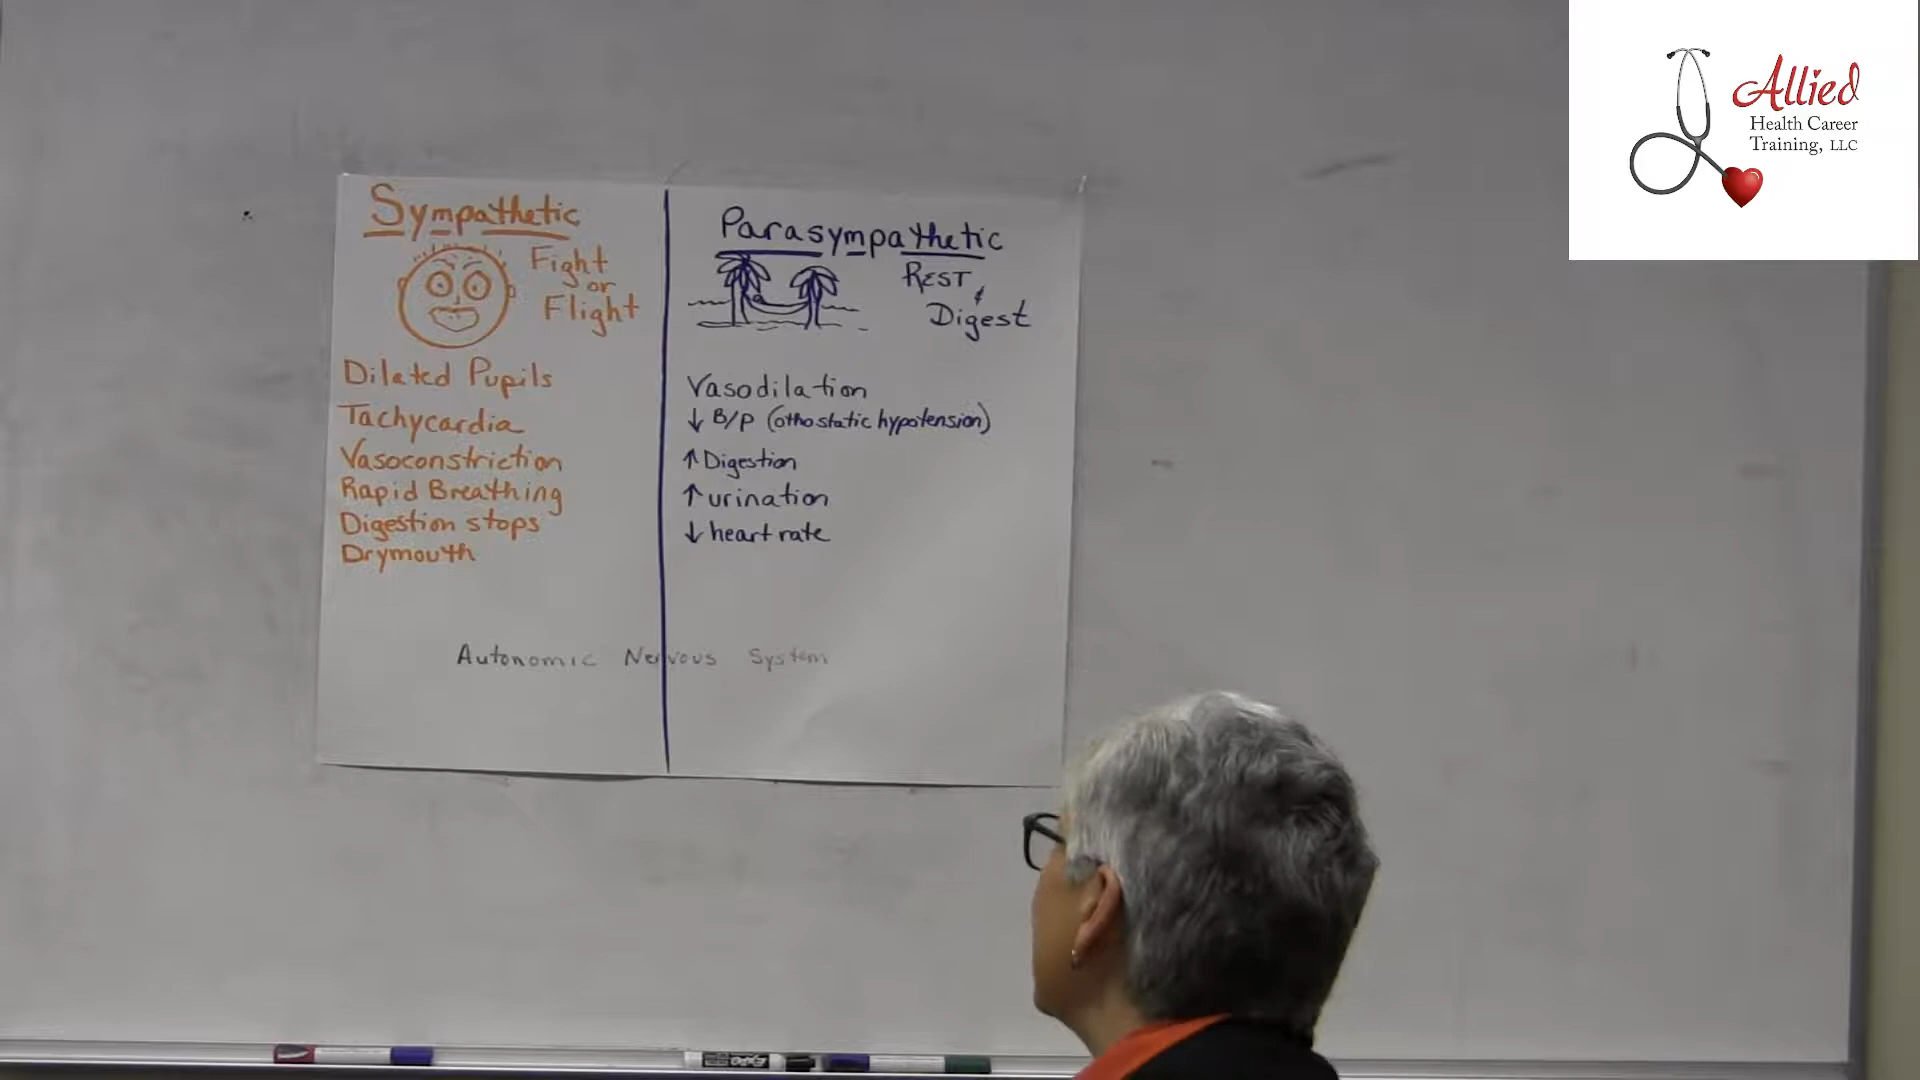 Sympathetic
Fight
or
Flight
Dilated Pupils
Tachycardia
Vasoconstriction
Rapid Breathing
Digestion stops
Drymouth
Parasympathetic
REST
&
Digest
Vasodilation
↓ B/P (othostatic hypotension)
↑ Digestion
↑ urination
↓ heart rate
Autonomic Nervous System
Allied
Health Career
Training, LLC
EXPO